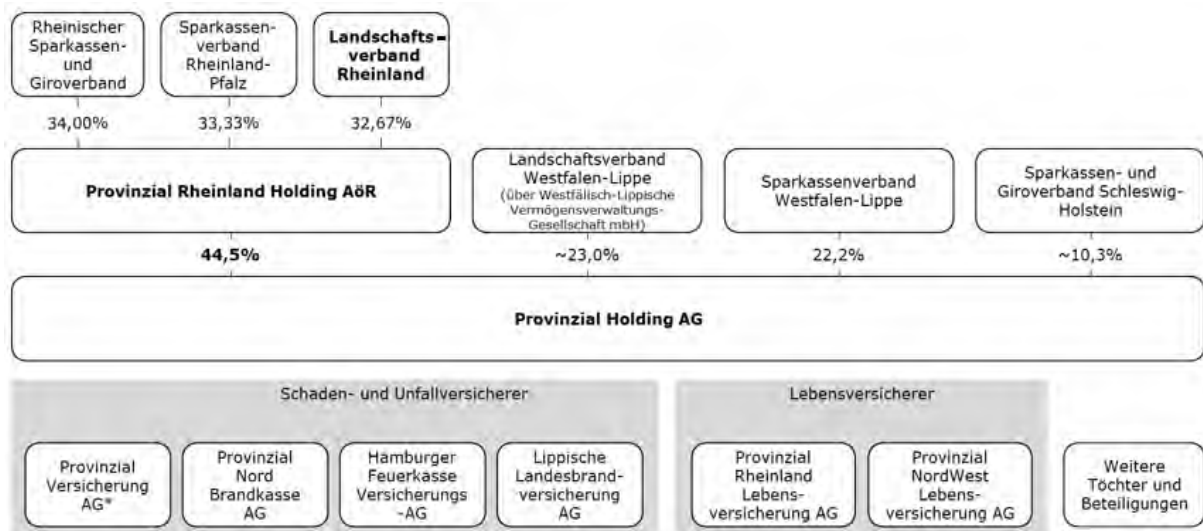 Rheinischer
Sparkassen-
und
Giroverband
Sparkassen-
verband
Rheinland-
Pfalz
Landschafts-
verband
Rheinland
34,00%
33,33%
32,67%
Provinzial Rheinland Holding AöR
Landschaftsverband
Westfalen-Lippe
(über Westfälisch-Lippische
Vermögensverwaltungs-
Gesellschaft mbH)
Sparkassenverband
Westfalen-Lippe
Sparkassen- und
Giroverband Schleswig-
Holstein
44,5%
~23,0%
22,2%
~10,3%
Provinzial Holding AG
Schaden- und Unfallversicherer
Lebensversicherer
Provinzial
Versicherung
AG*
Provinzial
Nord
Brandkasse
AG
Hamburger
Feuerkasse
Versicherungs
-AG
Lippische
Landesbrand-
versicherung
AG
Provinzial
Rheinland
Lebens-
versicherung AG
Provinzial
NordWest
Lebens-
versicherung AG
Weitere
Töchter und
Beteiligungen